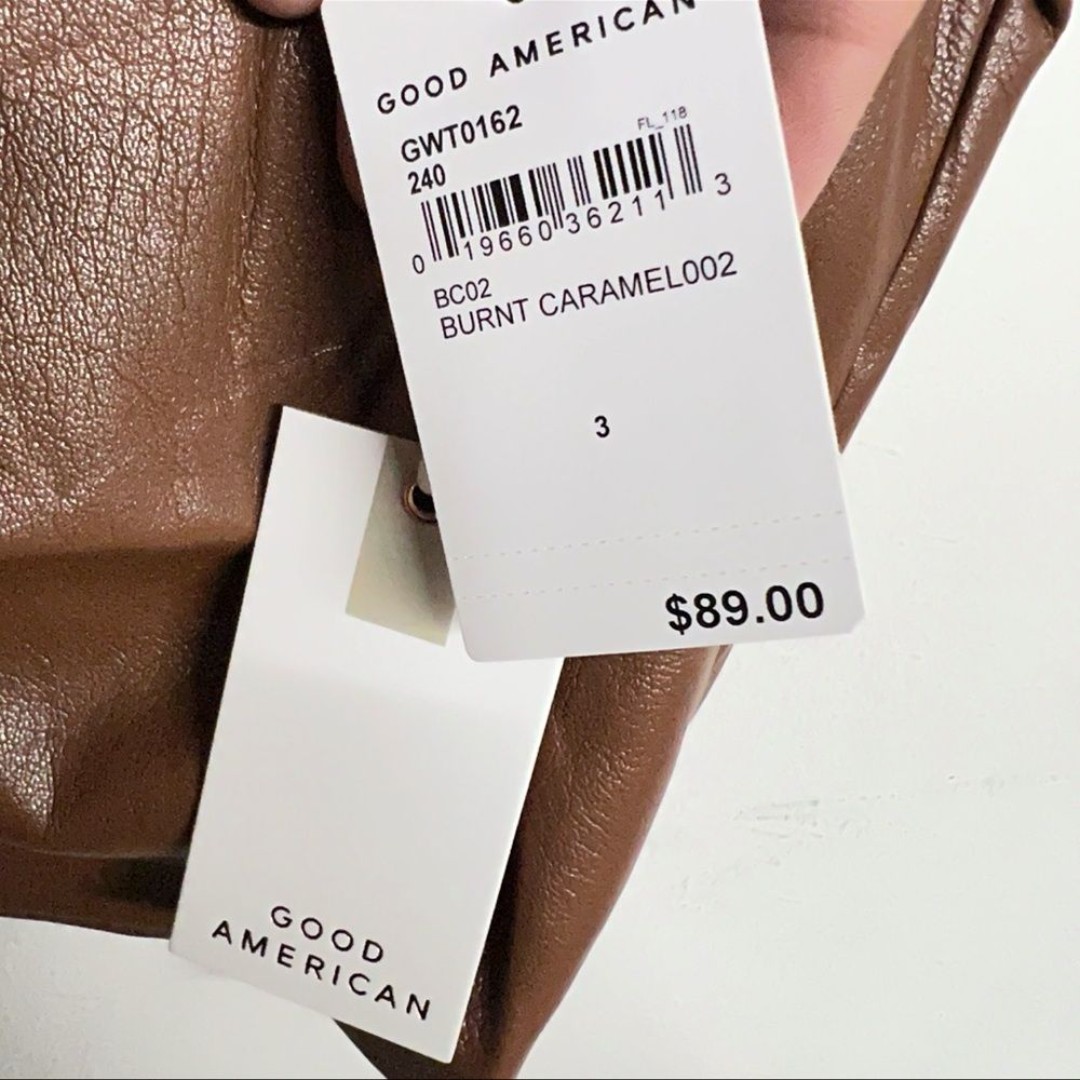 GOOD AMERICAN
GWT0162
FL_118
240
0 19660 36211 3
BC02
BURNT CARAMEL002
3
$89.00
GOOD
AMERICAN